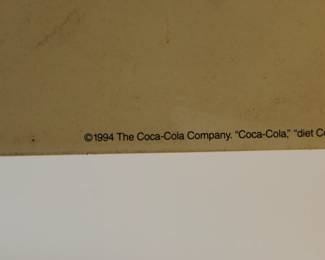 ©1994 The Coca-Cola Company. "Coca-Cola," "diet C